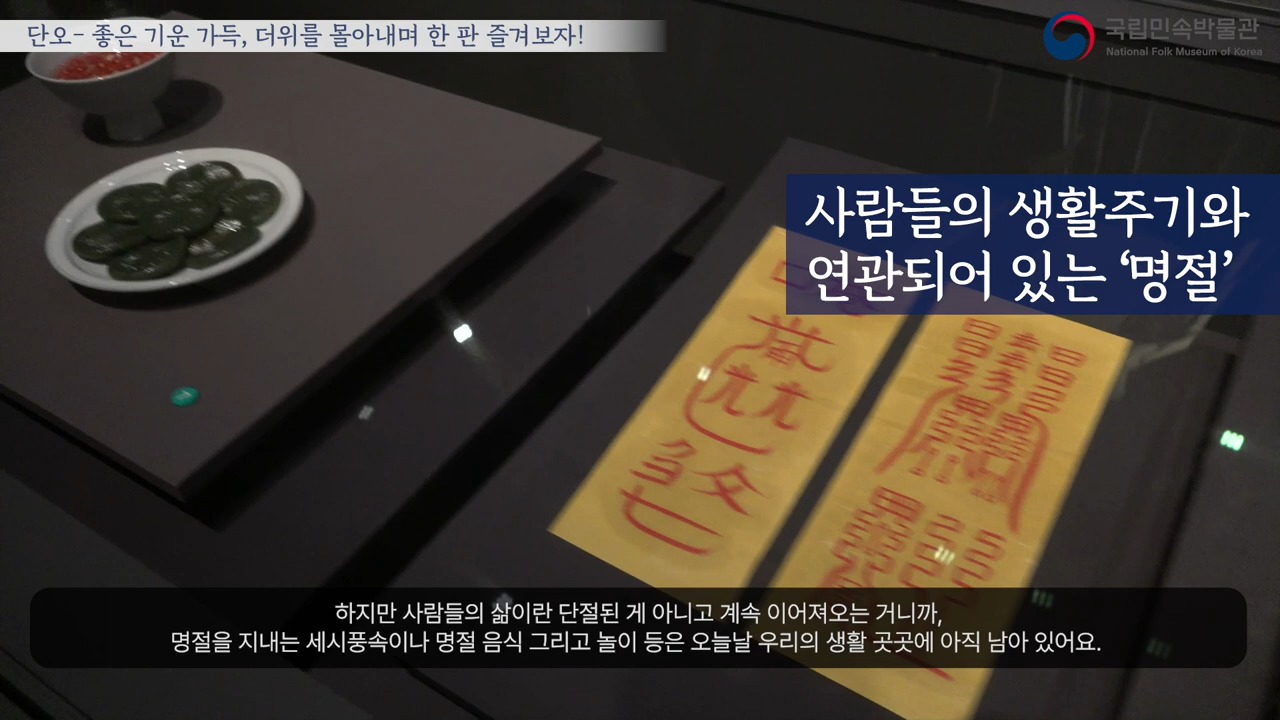 단오- 좋은 기운 가득, 더위를 몰아내며 한 판 즐겨보자!
국립민속박물관
National Folk Museum of Korea
사람들의 생활주기와
연관되어 있는 ‘명절’
하지만 사람들의 삶이란 단절된 게 아니고 계속 이어져오는 거니까,
명절을 지내는 세시풍속이나 명절 음식 그리고 놀이 등은 오늘날 우리의 생활 곳곳에 아직 남아 있어요.